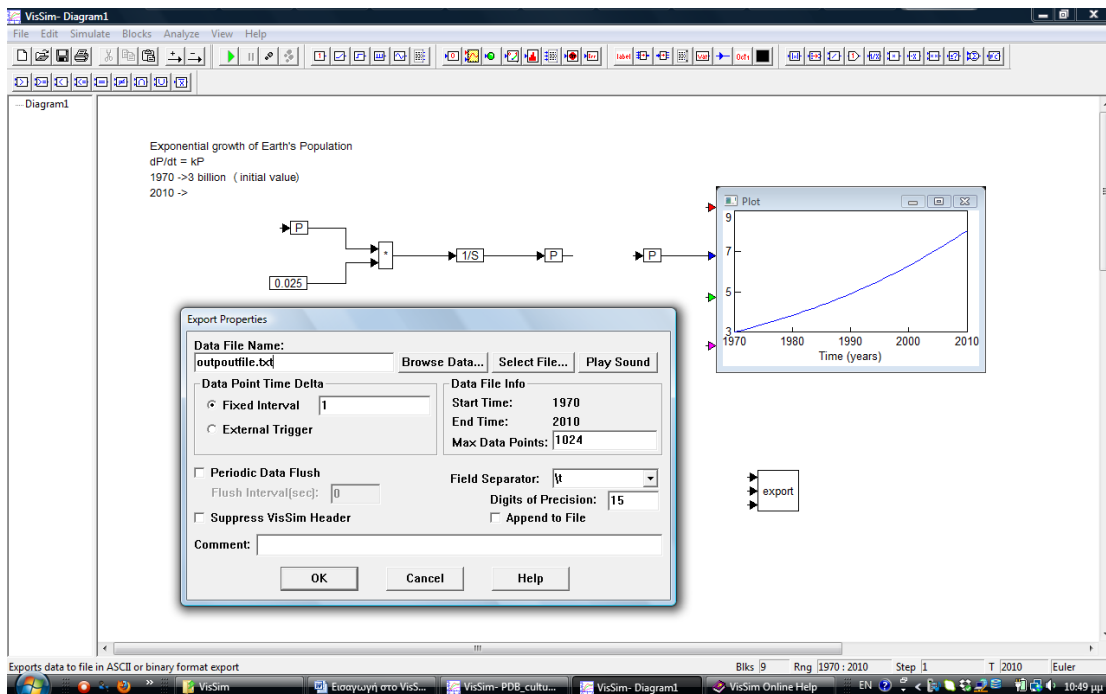 VisSim- Diagram1
File Edit Simulate Blocks Analyze View Help
Diagram1
Exponential growth of Earth's Population
dP/dt = kP
1970 ->3 billion ( initial value)
2010 ->
P
0.025
*
1/S
P
P
Plot
9
7
5
3
1970 1980 1990 2000 2010
Time (years)
Export Properties
Data File Name:
outpoutfile.txt
Browse Data... Select File... Play Sound
Data Point Time Delta
Fixed Interval 1
External Trigger
Data File Info
Start Time: 1970
End Time: 2010
Max Data Points: 1024
Periodic Data Flush
Flush Interval(sec): 0
Suppress VisSim Header
Field Separator: \t
Digits of Precision: 15
Append to File
Comment:
OK Cancel Help
export
Exports data to file in ASCII or binary format export
Blks 9 Rng 1970 : 2010 Step 1 T 2010 Euler
VisSim Εισαγωγή στο VisS... VisSim- PDB_cultu... VisSim- Diagram1 VisSim Online Help EN 10:49 μμ